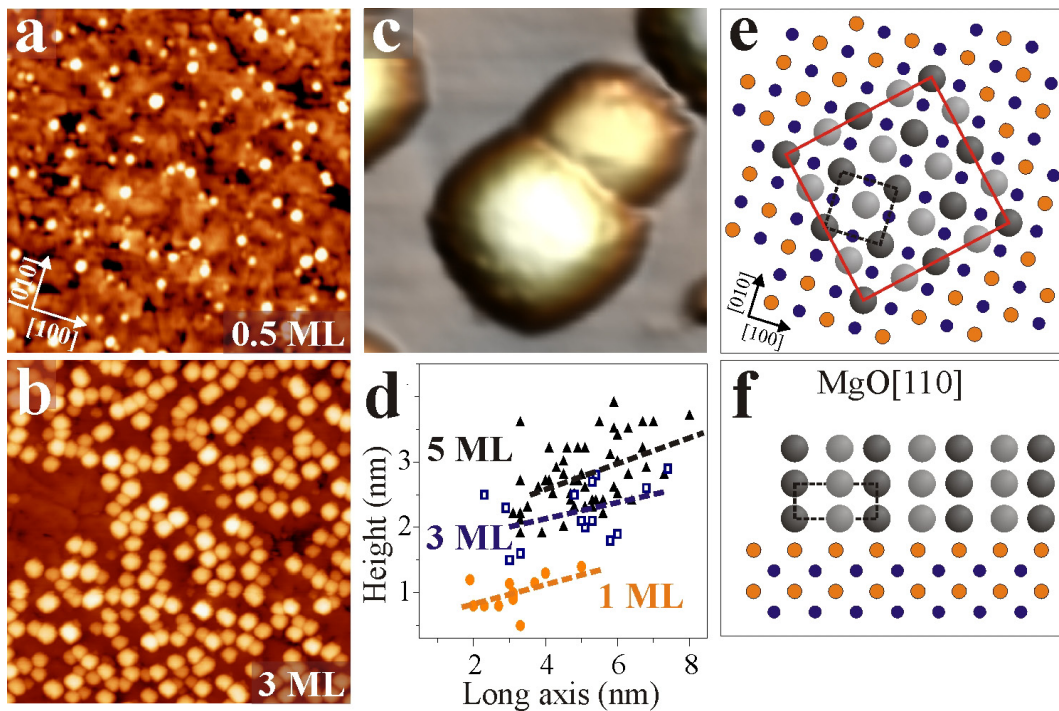 a
[010]
[100]
0.5 ML
b
3 ML
c
d
5 ML
3 ML
1 ML
3
2
1
2
4
6
8
Height (nm)
Long axis (nm)
e
[010]
[100]
f
MgO[110]